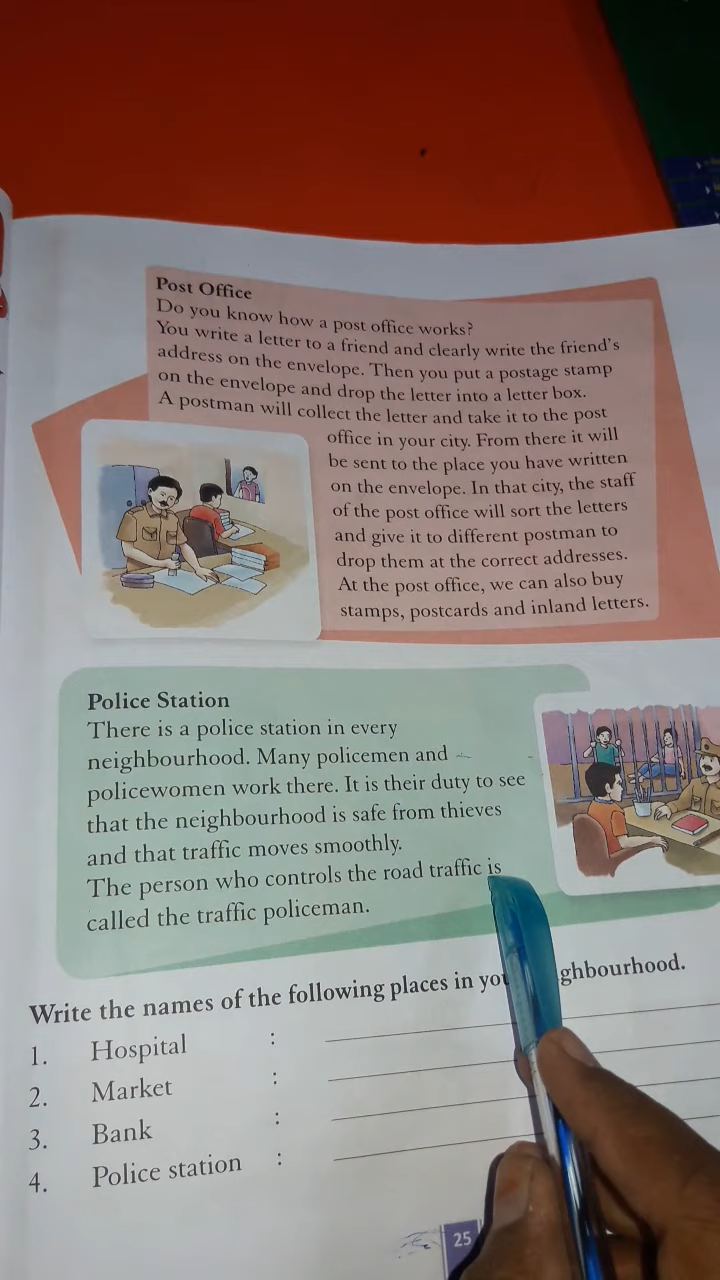 Post Office
Do you know how a post office works?
You write a letter to a friend and clearly write the friend's
address on the envelope. Then you put a postage stamp
on the envelope and drop the letter into a letter box.
A postman will collect the letter and take it to the post
office in your city. From there it will
be sent to the place you have written
on the envelope. In that city, the staff
of the post office will sort the letters
and give it to different postman to
drop them at the correct addresses.
At the post office, we can also buy
stamps, postcards and inland letters.
Police Station
There is a police station in every
neighbourhood. Many policemen and
policewomen work there. It is their duty to see
that the neighbourhood is safe from thieves
and that traffic moves smoothly.
The person who controls the road traffic is
called the traffic policeman.
Write the names of the following places in
1. Hospital :
2. Market :
3. Bank :
4. Police station :
25